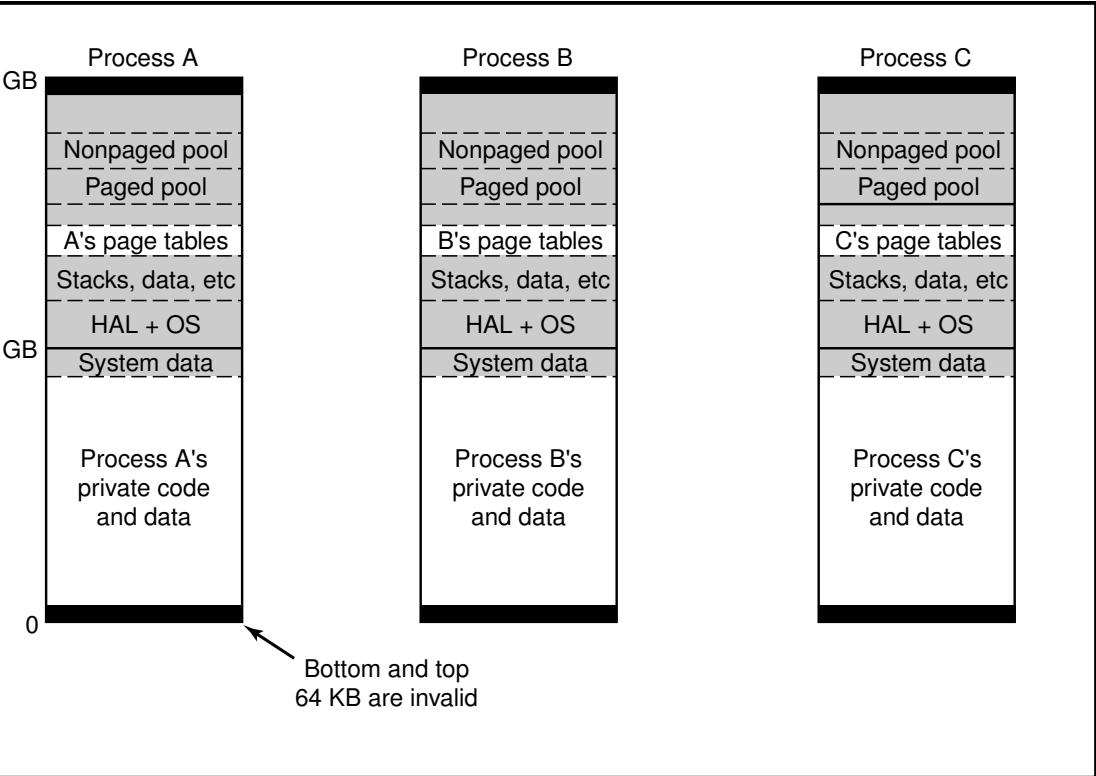 Process A
Process B
Process C
GB
Nonpaged pool
Nonpaged pool
Nonpaged pool
Paged pool
Paged pool
Paged pool
A's page tables
B's page tables
C's page tables
Stacks, data, etc
Stacks, data, etc
Stacks, data, etc
HAL + OS
HAL + OS
HAL + OS
GB
System data
System data
System data
Process A's
private code
and data
Process B's
private code
and data
Process C's
private code
and data
0
Bottom and top
64 KB are invalid